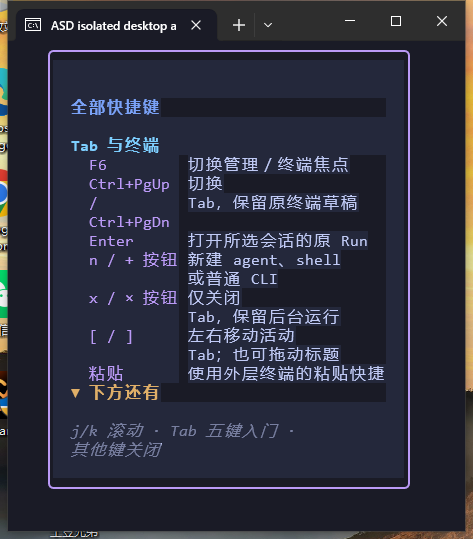 ASD isolated desktop a
全部快捷键
Tab 与终端
F6 切换管理 / 终端焦点
Ctrl+PgUp 切换
/ Tab, 保留原终端草稿
Ctrl+PgDn
Enter 打开所选会话的原 Run
n / + 按钮 新建 agent、shell
或普通 CLI
x / × 按钮 仅关闭
Tab, 保留后台运行
[ / ] 左右移动活动
Tab; 也可拖动标题
粘贴 使用外层终端的粘贴快捷
▼ 下方还有
j/k 滚动 · Tab 五键入门 ·
其他键关闭